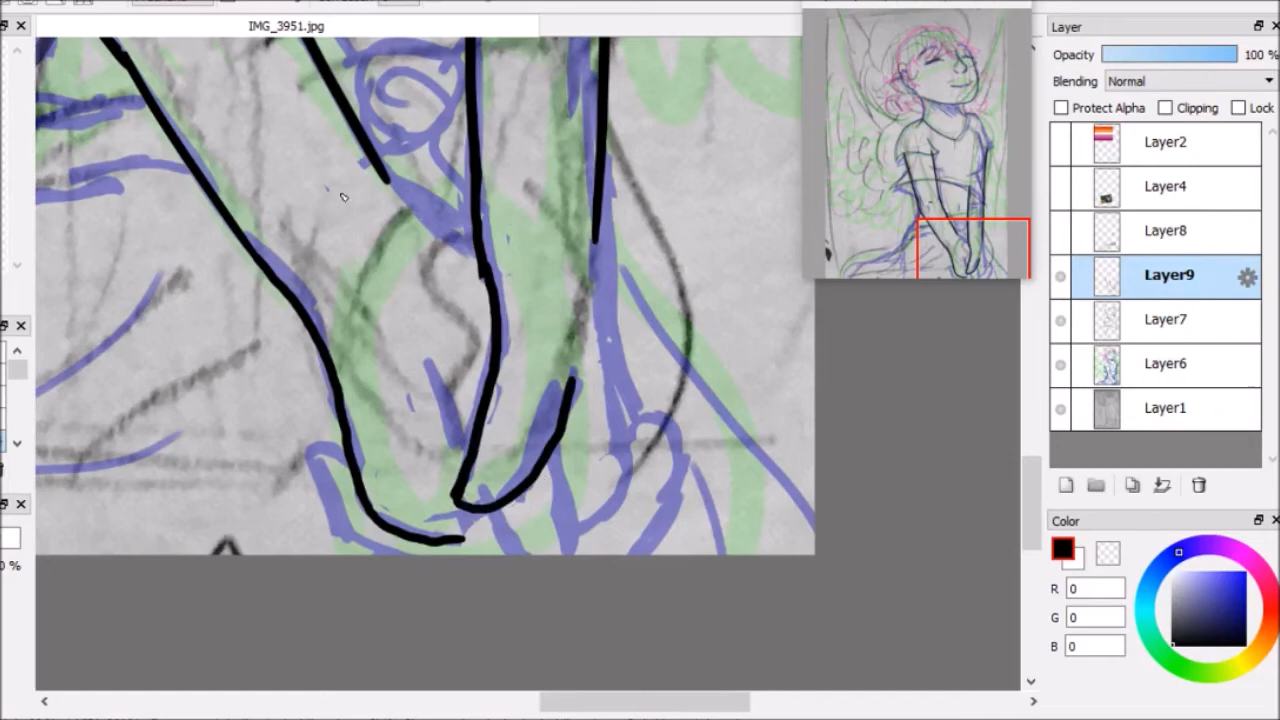 IMG_3951.jpg
Layer
Opacity 100 %
Blending Normal
Protect Alpha Clipping Lock
Layer2
Layer4
Layer8
Layer9
Layer7
Layer6
Layer1
Color
R 0
G 0
B 0
0 %